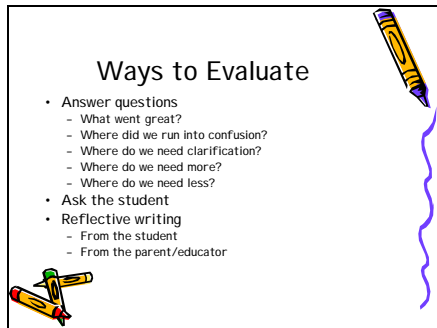 Ways to Evaluate
• Answer questions
– What went great?
– Where did we run into confusion?
– Where do we need clarification?
– Where do we need more?
– Where do we need less?
• Ask the student
• Reflective writing
– From the student
– From the parent/educator